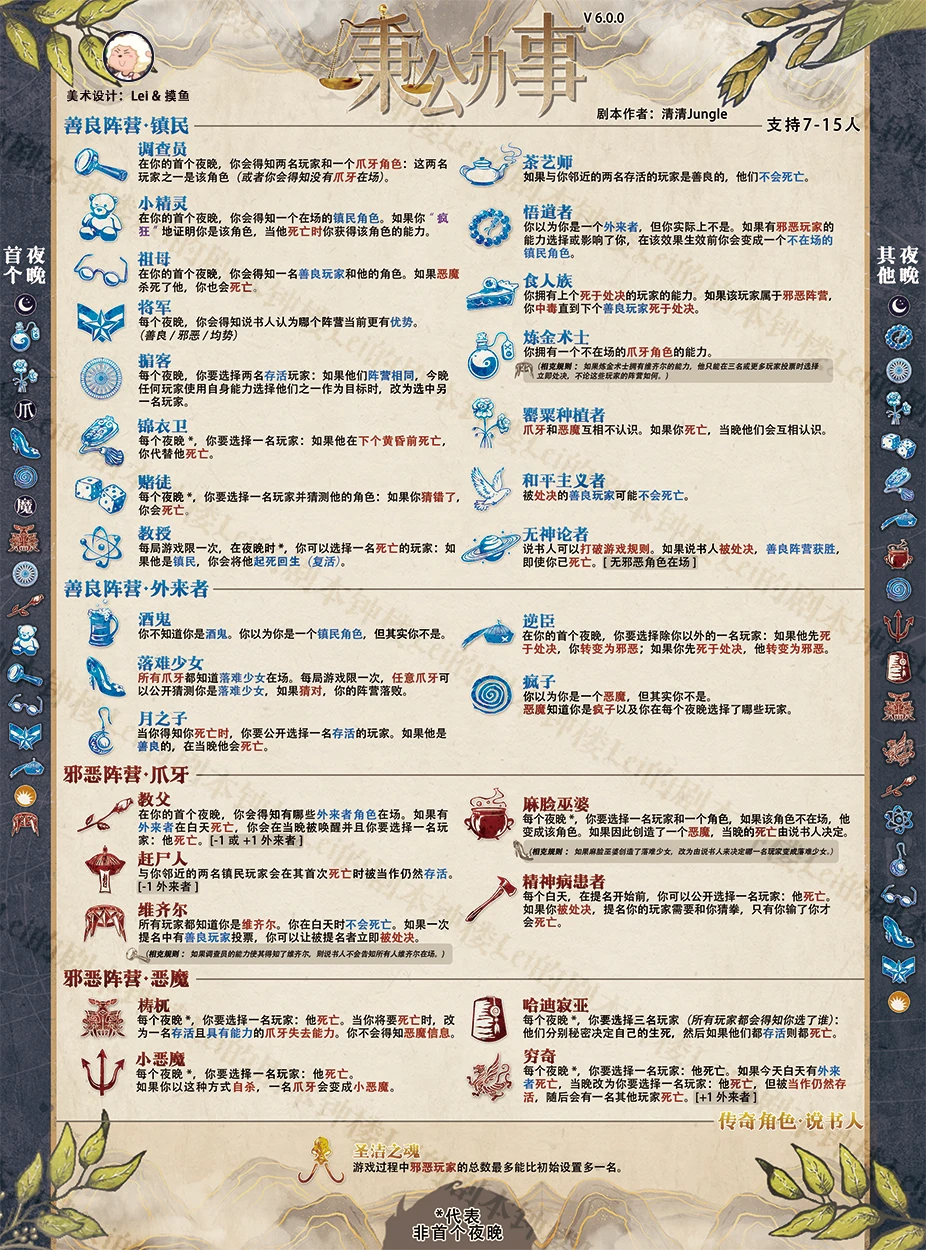 V 6.0.0
秉公办事
美术设计：Lei & 摸鱼
剧本作者：清清Jungle
善良阵营·镇民
支持7-15人
调查员
在你的首个夜晚，你会得知两名玩家和一个爪牙角色：这两名
玩家之一是该角色（或者你会得知没有爪牙在场）。
小精灵
在你的首个夜晚，你会得知一个在场的镇民角色。如果你“疯
狂”地证明你是该角色，当他死亡时你获得该角色的能力。
祖母
在你的首个夜晚，你会得知一名善良玩家和他的角色。如果恶魔
杀死了他，你也会死亡。
将军
每个夜晚，你会得知说书人认为哪个阵营当前更有优势。
（善良 / 邪恶 / 均势）
掮客
每个夜晚，你要选择两名存活玩家：如果他们阵营相同，今晚
任何玩家使用自身能力选择他们之一作为目标时，改为选中另
一名玩家。
锦衣卫
每个夜晚 *，你要选择一名玩家：如果他在下个黄昏前死亡，
你代替他死亡。
赌徒
每个夜晚 *，你要选择一名玩家并猜测他的角色：如果你猜错了，
你会死亡。
教授
每局游戏限一次，在夜晚时 *，你可以选择一名死亡的玩家：如
果他是镇民，你会将他起死回生（复活）。
茶艺师
如果与你邻近的两名存活的玩家是善良的，他们不会死亡。
悟道者
你以为你是一个外来者，但你实际上不是。如果有邪恶玩家的
能力选择或影响了你，在该效果生效前你会变成一个不在场的
镇民角色。
食人族
你拥有上个死于处决的玩家的能力。如果该玩家属于邪恶阵营，
你中毒直到下个善良玩家死于处决。
炼金术士
你拥有一个不在场的爪牙角色的能力。
（相克规则：如果炼金术士拥有维齐尔的能力，他只能在三名或更多玩家投票时选择
立即处决，不论这些玩家的阵营如何。）
罂粟种植者
爪牙和恶魔互相不认识。如果你死亡，当晚他们会互相认识。
和平主义者
被处决的善良玩家可能不会死亡。
无神论者
说书人可以打破游戏规则。如果说书人被处决，善良阵营获胜，
即使你已死亡。[ 无邪恶角色在场 ]
善良阵营·外来者
酒鬼
你不知道你是酒鬼。你以为你是一个镇民角色，但其实你不是。
落难少女
所有爪牙都知道落难少女在场。每局游戏限一次，任意爪牙可
以公开猜测你是落难少女，如果猜对，你的阵营落败。
月之子
当你得知你死亡时，你要公开选择一名存活的玩家。如果他是
善良的，在当晚他会死亡。
逆臣
在你的首个夜晚，你要选择除你以外的一名玩家：如果他先死
于处决，你转变为邪恶；如果你先死于处决，他转变为邪恶。
疯子
你以为你是一个恶魔，但其实你不是。
恶魔知道你是疯子以及你在每个夜晚选择了哪些玩家。
邪恶阵营·爪牙
教父
在你的首个夜晚，你会得知有哪些外来者角色在场。如果有
外来者在白天死亡，你会在当晚被唤醒并且你要选择一名玩
家：他死亡。[-1 或 +1 外来者 ]
赶尸人
与你邻近的两名镇民玩家会在其首次死亡时被当作仍然存活。
[-1 外来者 ]
维齐尔
所有玩家都知道你是维齐尔。你在白天时不会死亡。如果一次
提名中有善良玩家投票，你可以让被提名者立即被处决。
（相克规则：如果调查员的能力使其得知了维齐尔，则说书人不会告知所有人维齐尔在场。）
麻脸巫婆
每个夜晚 *，你要选择一名玩家和一个角色，如果该角色不在场，他
变成该角色。如果因此创造了一个恶魔，当晚的死亡由说书人决定。
（相克规则：如果麻脸巫婆创造了落难少女，改为由说书人来决定哪一名玩家变成落难少女。）
精神病患者
每个白天，在提名开始前，你可以公开选择一名玩家：他死亡。
如果你被处决，提名你的玩家需要和你猜拳，只有你输了你才
会死亡。
邪恶阵营·恶魔
梼杌
每个夜晚 *，你要选择一名玩家：他死亡。当你将要死亡时，改
为一名存活且具有能力的爪牙失去能力。你不会得知恶魔信息。
小恶魔
每个夜晚 *，你要选择一名玩家：他死亡。
如果你以这种方式自杀，一名爪牙会变成小恶魔。
哈迪寂亚
每个夜晚 *，你要选择三名玩家（所有玩家都会得知你选了谁）：
他们分别秘密决定自己的生死，然后如果他们都存活则都死亡。
穷奇
每个夜晚 *，你要选择一名玩家：他死亡。如果今天白天有外来
者死亡，当晚改为你要选择一名玩家：他死亡，但被当作仍然存
活，随后会有一名其他玩家死亡。[+1 外来者 ]
传奇角色·说书人
圣洁之魂
游戏过程中邪恶玩家的总数最多能比初始设置多一名。
*代表
非首个夜晚
首个夜晚
爪
魔
其他夜晚